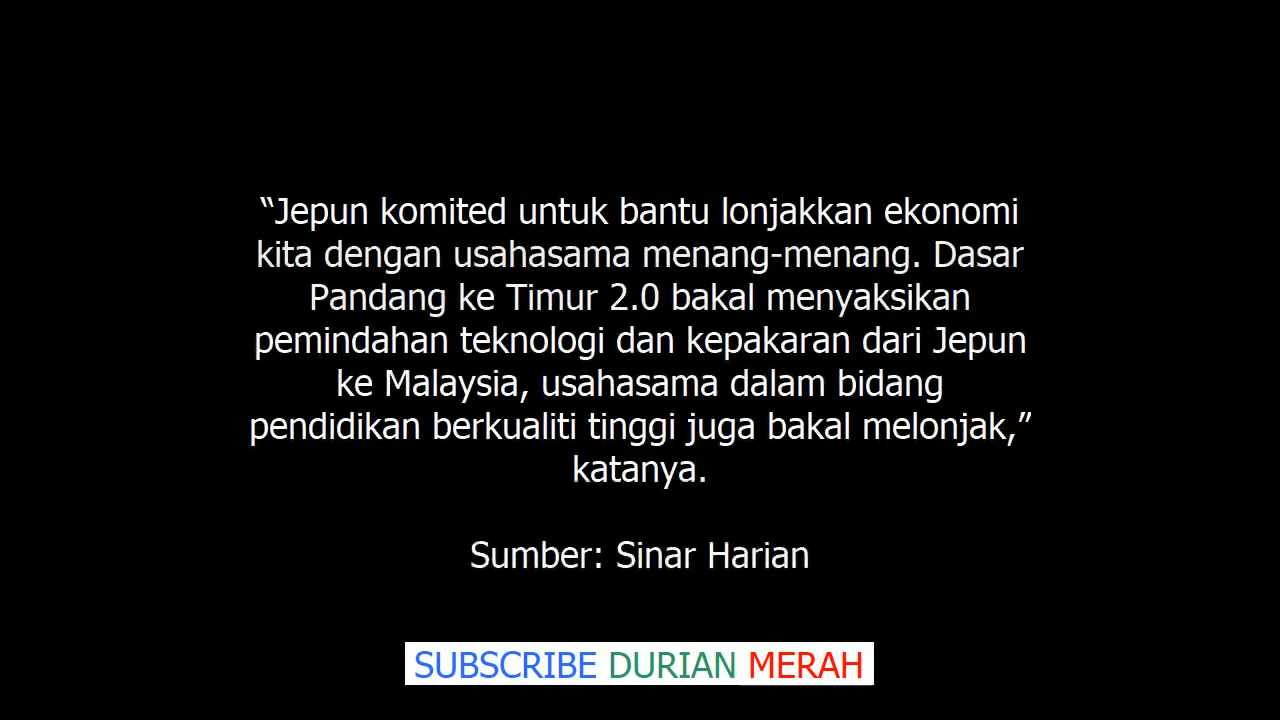 “Jepun komited untuk bantu lonjakkan ekonomi
kita dengan usahasama menang-menang. Dasar
Pandang ke Timur 2.0 bakal menyaksikan
pemindahan teknologi dan kepakaran dari Jepun
ke Malaysia, usahasama dalam bidang
pendidikan berkualiti tinggi juga bakal melonjak,”
katanya.
Sumber: Sinar Harian
SUBSCRIBE DURIAN MERAH